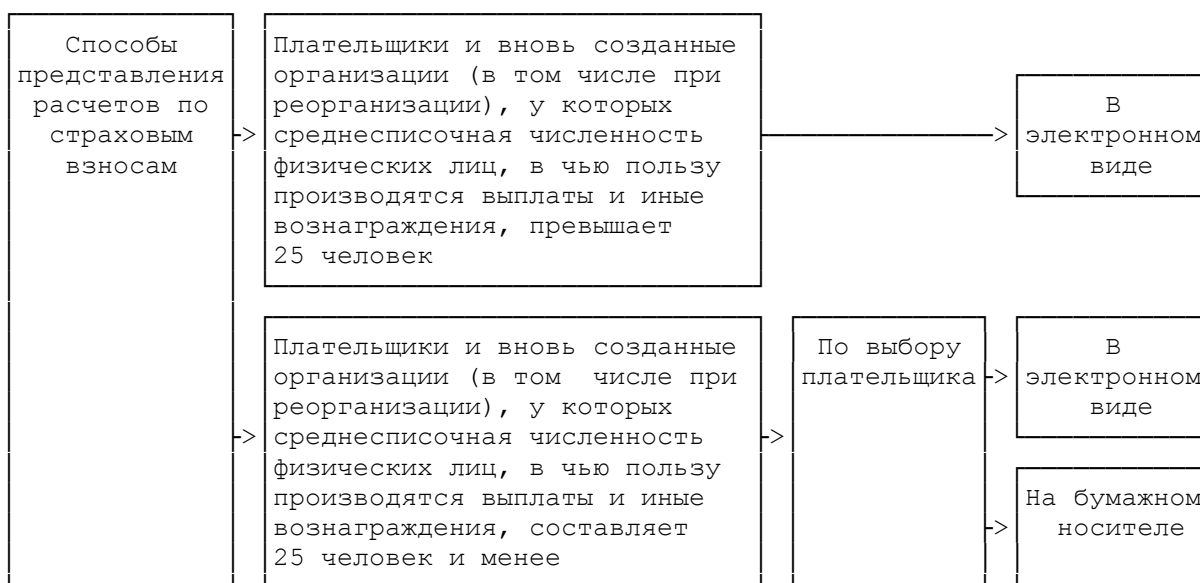 Способы
представления
расчетов по
страховым
взносам
Плательщики и вновь созданные
организации (в том числе при
реорганизации), у которых
среднесписочная численность
физических лиц, в чью пользу
производятся выплаты и иные
вознаграждения, превышает
25 человек
В
электронном
виде
Плательщики и вновь созданные
организации (в том числе при
реорганизации), у которых
среднесписочная численность
физических лиц, в чью пользу
производятся выплаты и иные
вознаграждения, составляет
25 человек и менее
По выбору
плательщика
В
электронном
виде
На бумажном
носителе